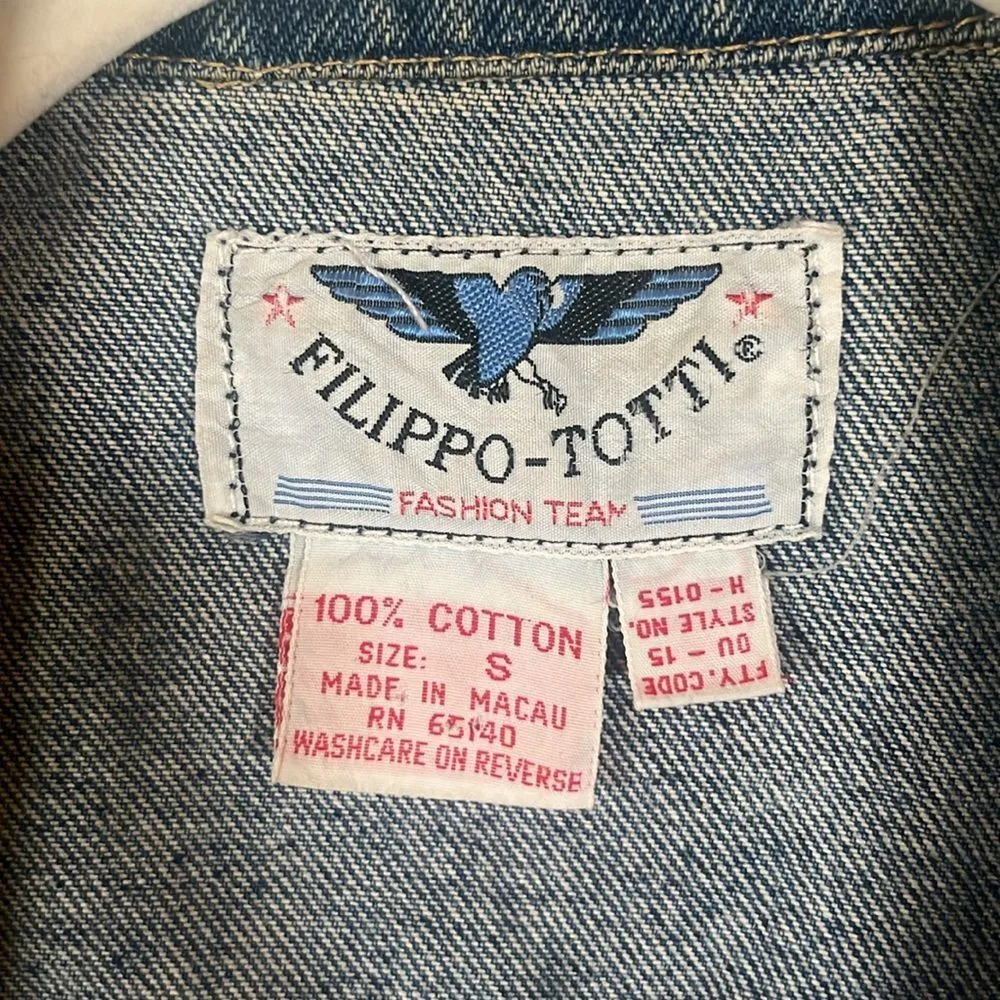 FILIPPO-TOTTI®
FASHION TEAM
100% COTTON
SIZE: S
MADE IN MACAU
RN 65140
WASHCARE ON REVERSE
FTY. CODE
OU - 15
STYLE NO.
H - 0155